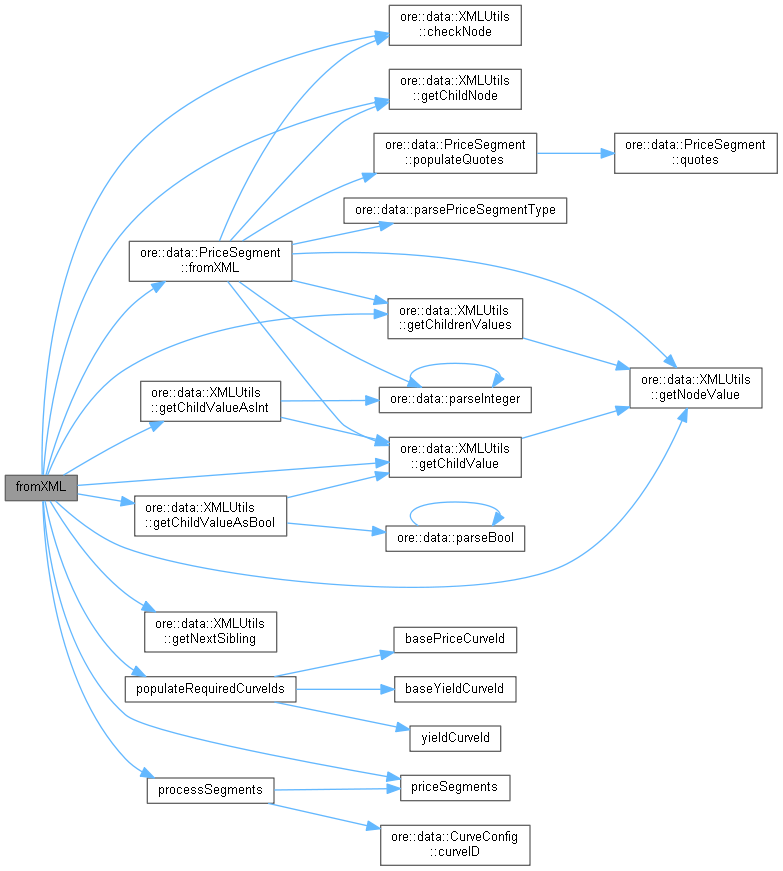 ore::data::XMLUtils
::checkNode
ore::data::XMLUtils
::getChildNode
ore::data::PriceSegment
::populateQuotes
ore::data::PriceSegment
::quotes
ore::data::parsePriceSegmentType
ore::data::PriceSegment
::fromXML
ore::data::XMLUtils
::getChildrenValues
ore::data::XMLUtils
::getNodeValue
ore::data::XMLUtils
::getChildValueAsInt
ore::data::parseInteger
ore::data::XMLUtils
::getChildValue
fromXML
ore::data::XMLUtils
::getChildValueAsBool
ore::data::parseBool
ore::data::XMLUtils
::getNextSibling
basePriceCurveId
populateRequiredCurveIds
baseYieldCurveId
yieldCurveId
processSegments
priceSegments
ore::data::CurveConfig
::curveID